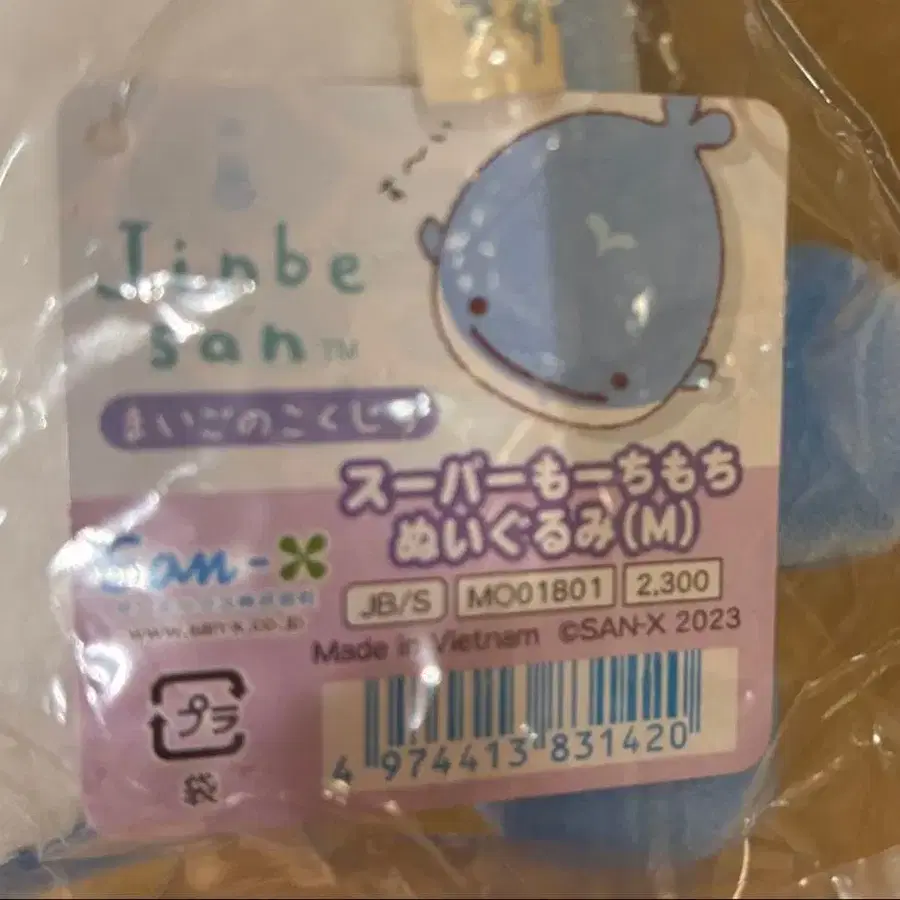 よ〜い
Jinbe
san™
まいごのこくじら
スーパーもーちもち
ぬいぐるみ(M)
San-X
www.san-x.co.jp
JB/S MO01801 2,300
Made in Vietnam ©SAN-X 2023
プラ
袋
4 974413 831420